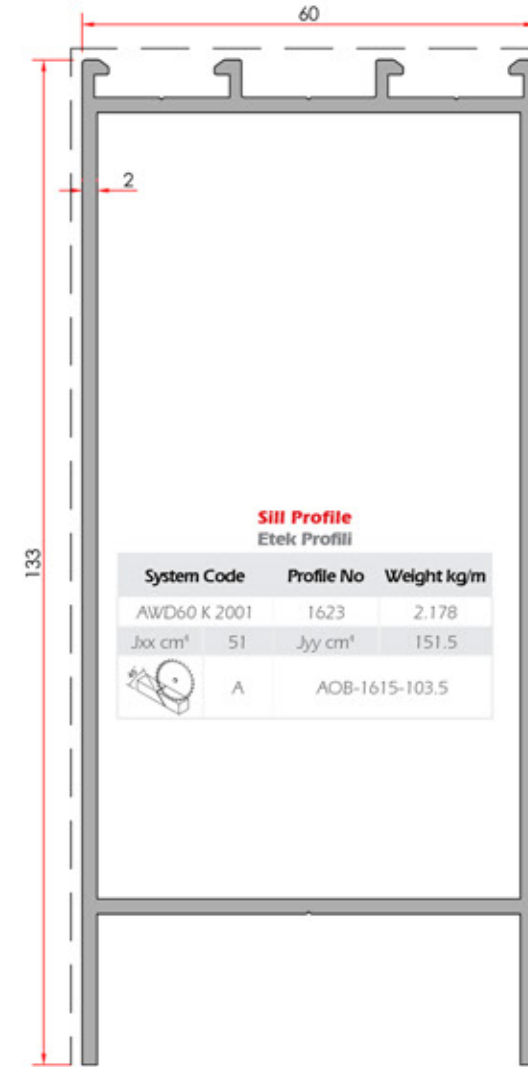 60
2
133
Sill Profile
Etek Profili
System Code Profile No Weight kg/m
AWD60 K 2001 1623 2.178
Jxx cm⁴ 51 Jyy cm⁴ 151.5
A AOB-1615-103.5